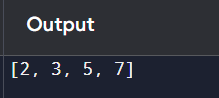 Output
[2, 3, 5, 7]